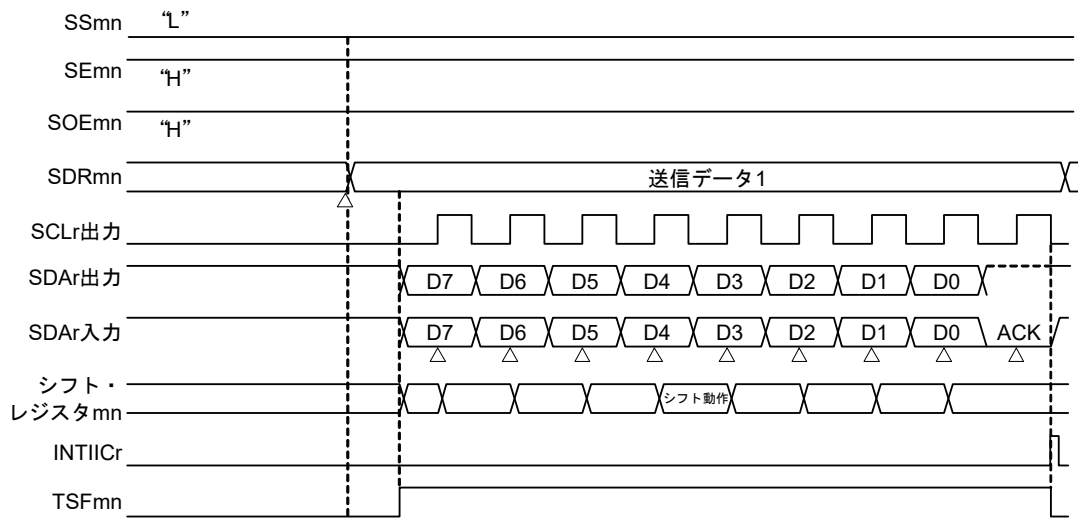 SSmn “L”
SEmn “H”
SOEmn “H”
SDRmn 送信データ1
SCLr出力
SDAr出力 D7 D6 D5 D4 D3 D2 D1 D0
SDAr入力 D7 D6 D5 D4 D3 D2 D1 D0 ACK
シフト・
レジスタmn シフト動作
INTIICr
TSFmn